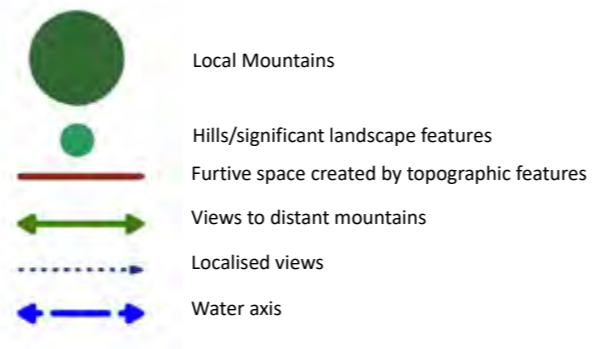 Local Mountains
Hills/significant landscape features
Furtive space created by topographic features
Views to distant mountains
Localised views
Water axis